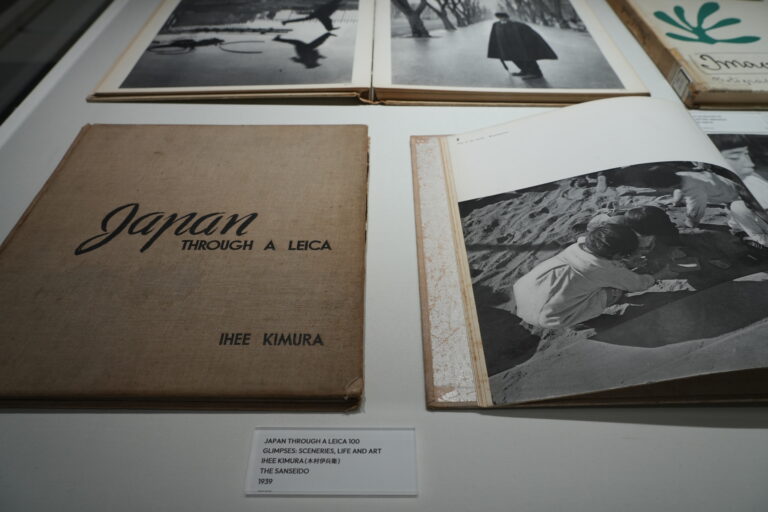 Japan
THROUGH A LEICA
IHEE KIMURA
JAPAN THROUGH A LEICA 100
GLIMPSES: SCENERIES, LIFE AND ART
IHEE KIMURA (木村伊兵衛)
THE SANSEIDO
1939